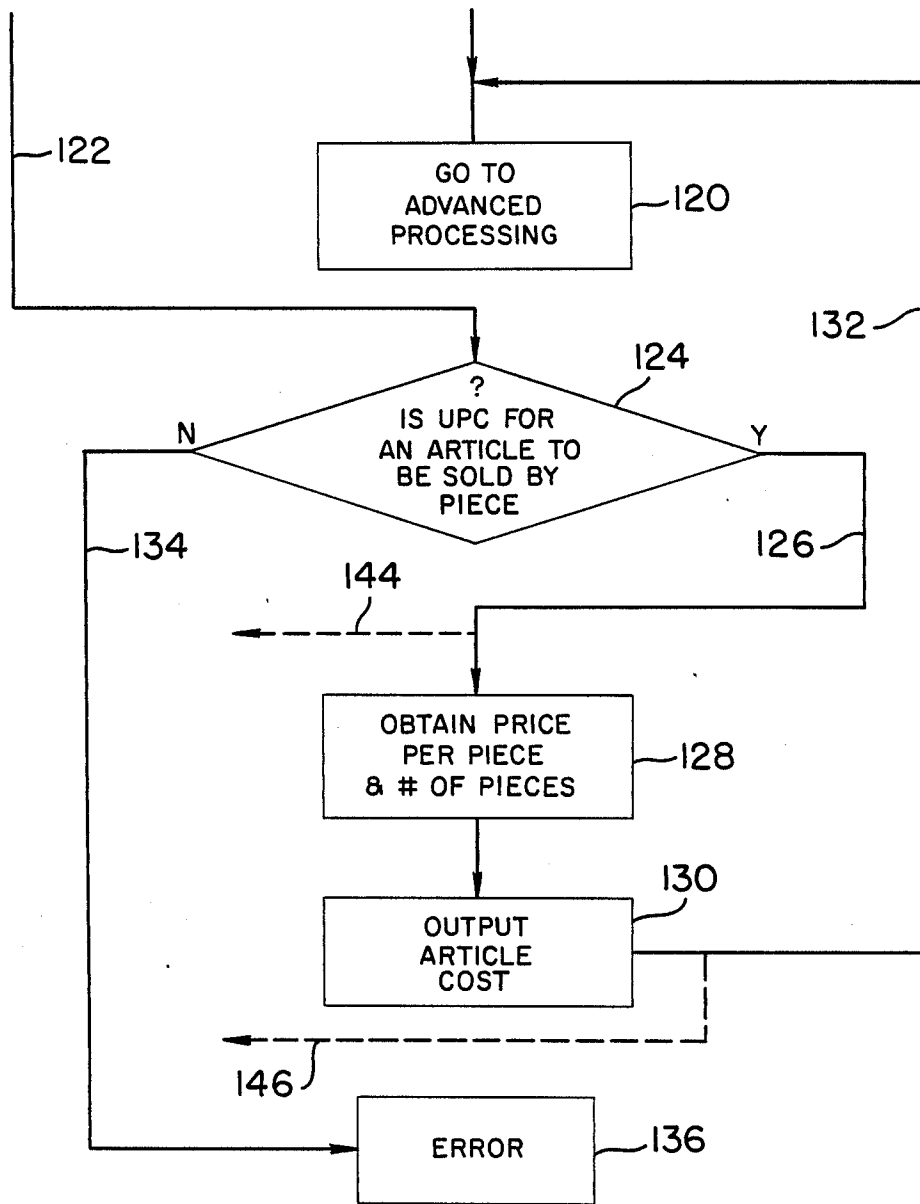 122
GO TO
ADVANCED
PROCESSING
120
132
124
?
IS UPC FOR
AN ARTICLE TO
BE SOLD BY
PIECE
N
Y
134
126
144
OBTAIN PRICE
PER PIECE
& # OF PIECES
128
130
OUTPUT
ARTICLE
COST
146
ERROR
136